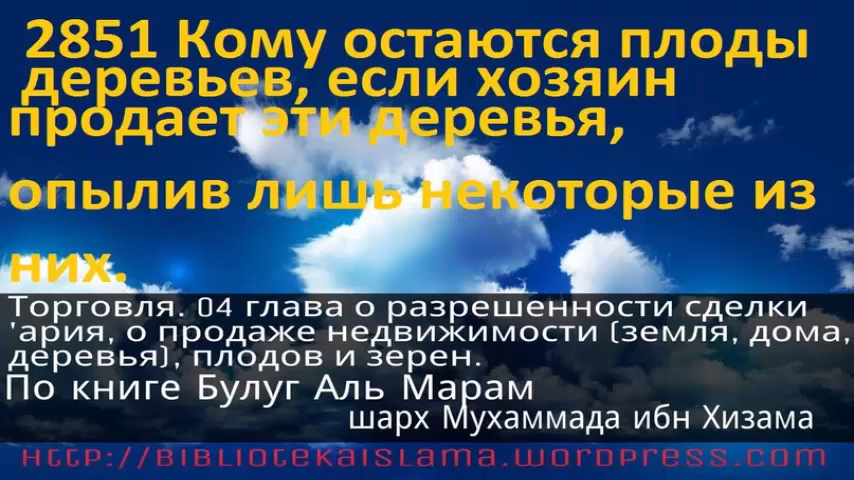 2851 Кому остаются плоды
деревьев, если хозяин
продает эти деревья,
опылив лишь некоторые из
них.
Торговля. 04 глава о разрешенности сделки
'ария, о продаже недвижимости (земля, дома,
деревья), плодов и зерен.
По книге Булуг Аль Марам
шарх Мухаммада ибн Хизама
HTTP://BIBLIOTEKAISLAMA.WORDPRESS.COM